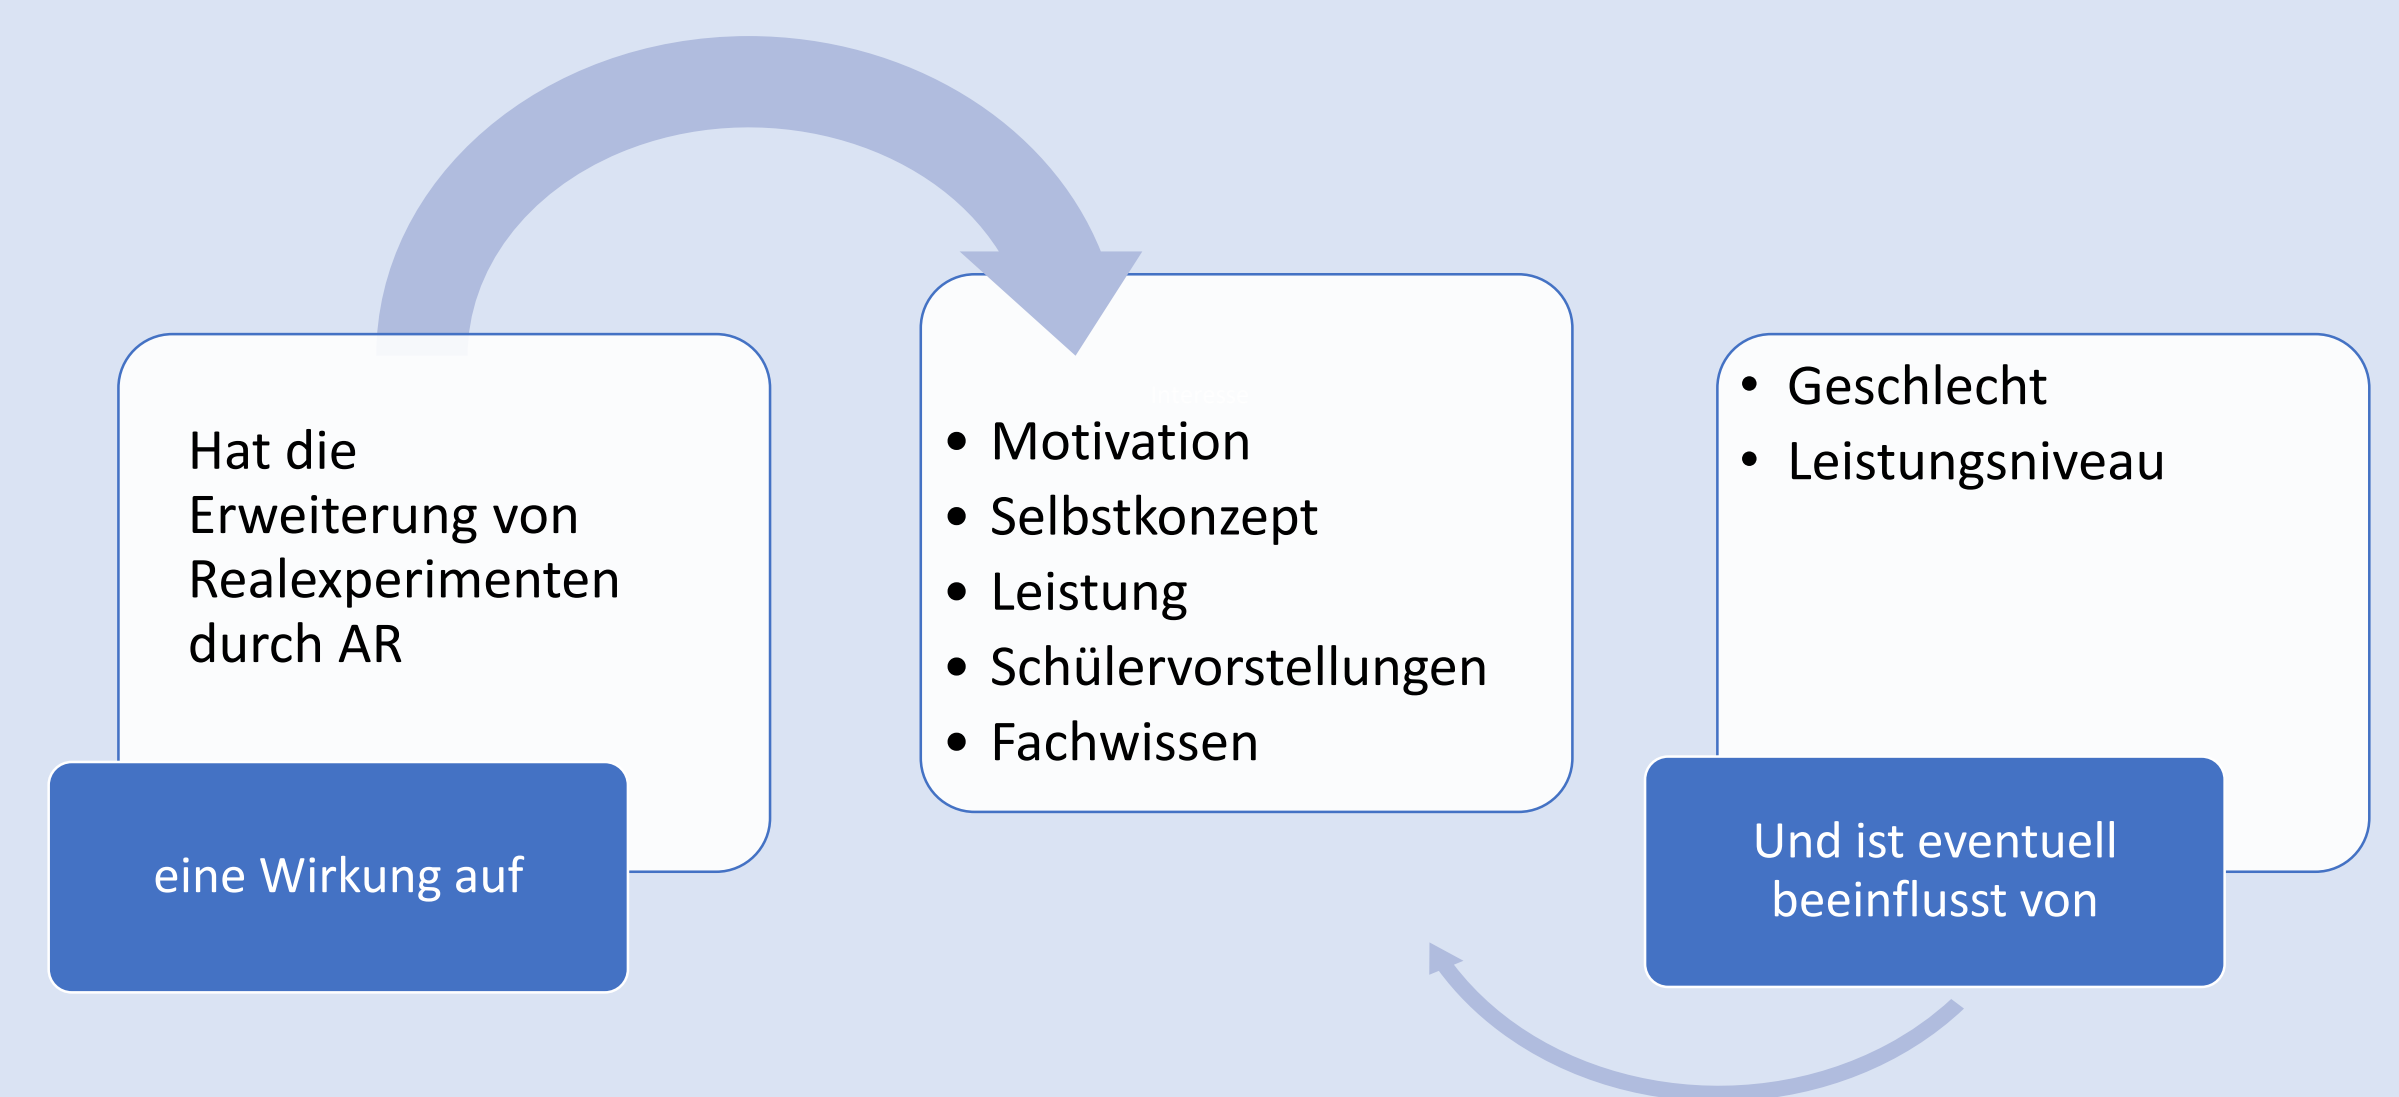 Hat die
Erweiterung von
Realexperimenten
durch AR
eine Wirkung auf
• Motivation
• Selbstkonzept
• Leistung
• Schülervorstellungen
• Fachwissen
• Geschlecht
• Leistungsniveau
Und ist eventuell
beeinflusst von